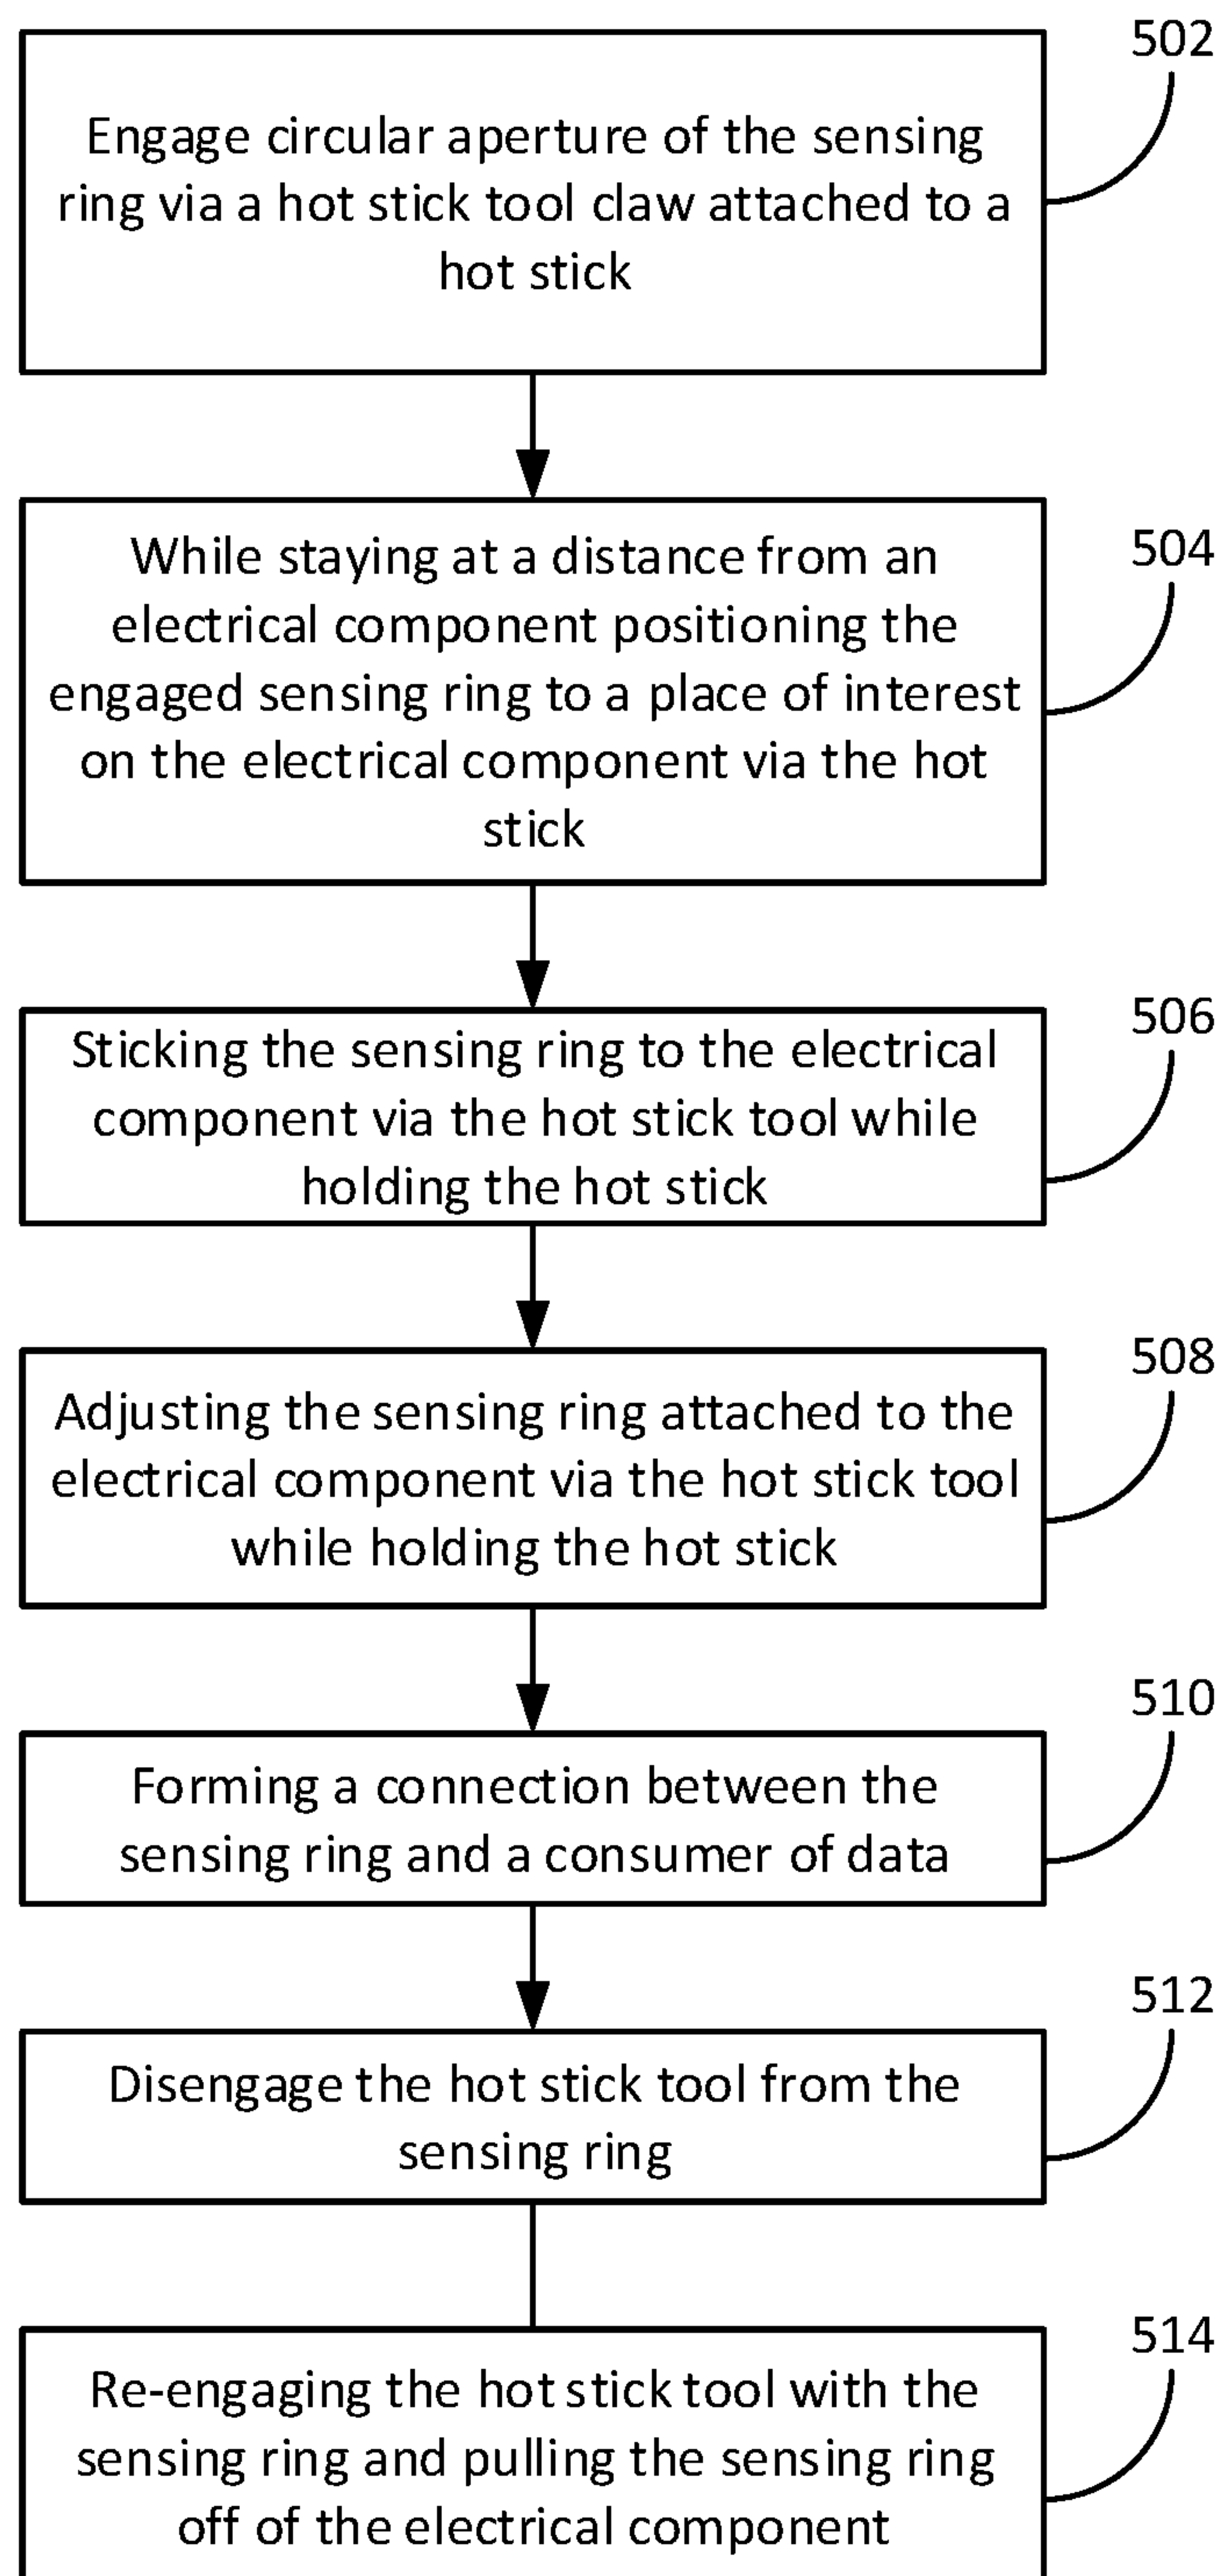 502
Engage circular aperture of the sensing
ring via a hot stick tool claw attached to a
hot stick
504
While staying at a distance from an
electrical component positioning the
engaged sensing ring to a place of interest
on the electrical component via the hot
stick
506
Sticking the sensing ring to the electrical
component via the hot stick tool while
holding the hot stick
508
Adjusting the sensing ring attached to the
electrical component via the hot stick tool
while holding the hot stick
510
Forming a connection between the
sensing ring and a consumer of data
512
Disengage the hot stick tool from the
sensing ring
514
Re-engaging the hot stick tool with the
sensing ring and pulling the sensing ring
off of the electrical component